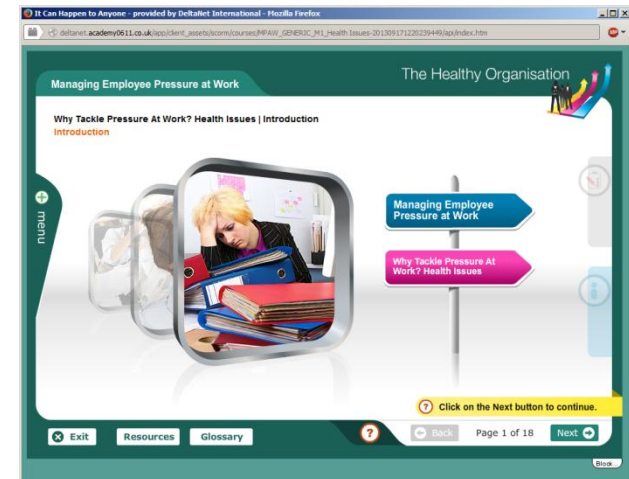 It Can Happen to Anyone - provided by DeltaNet International - Mozilla Firefox
deltanet.academy0611.co.uk/app/client_assets/scorm/courses/MPAW_GENERIC_M1_Health Issues-201309171220239449/api/index.htm
Managing Employee Pressure at Work
The Healthy Organisation
Why Tackle Pressure At Work? Health Issues | Introduction
Introduction
menu
Managing Employee
Pressure at Work
Why Tackle Pressure At
Work? Health Issues
? Click on the Next button to continue.
Exit
Resources
Glossary
?
Back
Page 1 of 18
Next